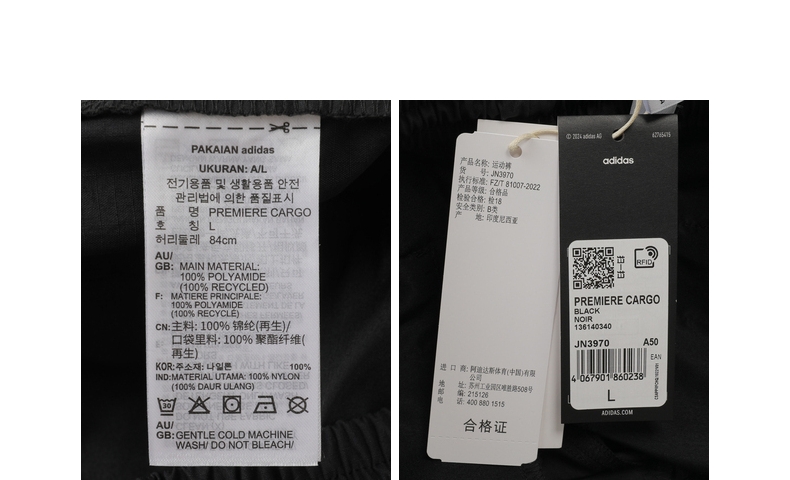 PAKAIAN adidas
UKURAN: A/L
전기용품 및 생활용품 안전
관리법에 의한 품질표시
품 명 PREMIERE CARGO
호 칭 L
허리둘레 84cm
AU/
GB: MAIN MATERIAL:
100% POLYAMIDE
(100% RECYCLED)
F: MATIERE PRINCIPALE:
100% POLYAMIDE
(100% RECYCLÉ)
CN: 主料: 100% 锦纶(再生)/
口袋里料: 100% 聚酯纤维(
再生)
KOR: 주소재: 나일론 100%
IND: MATERIAL UTAMA: 100% NYLON
(100% DAUR ULANG)
30
AU/
GB: GENTLE COLD MACHINE
WASH/ DO NOT BLEACH/
产品名称: 运动裤
货 号: JN3970
执行标准: FZ/T 81007-2022
产品等级: 合格品
检验合格: 检18
安全类别: B类
产 地: 印度尼西亚
进 口 商: 阿迪达斯体育(中国)有限
公司
地 址: 苏州工业园区唯胜路508号
邮 编: 215126
电 话: 400 880 1515
合格证
© 2024 adidas AG
62765415
adidas
RFID
PREMIERE CARGO
BLACK
NOIR
136140340
JN3970 A50
EAN
4 067901 860238
L
ADIDAS.COM